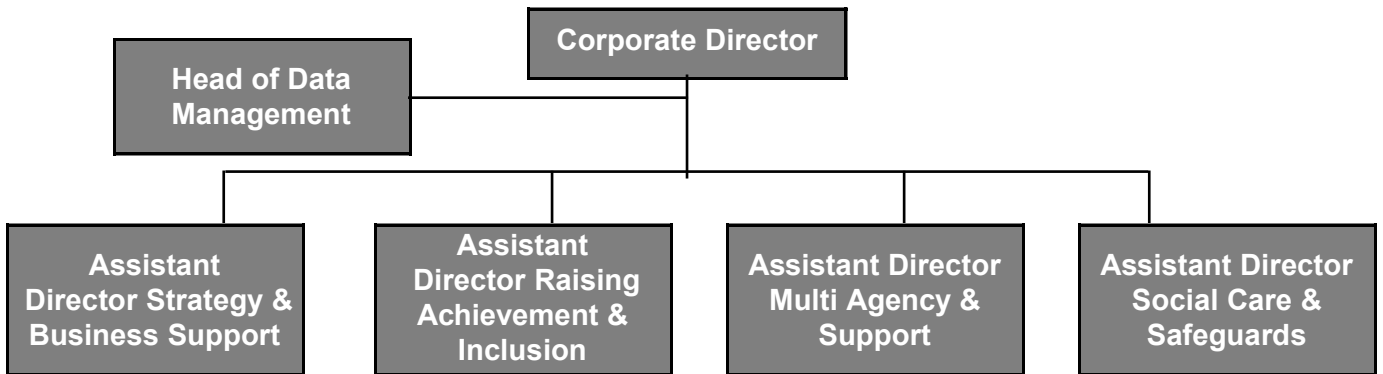 Corporate Director
Head of Data
Management
Assistant
Director Strategy &
Business Support
Assistant
Director Raising
Achievement &
Inclusion
Assistant Director
Multi Agency &
Support
Assistant Director
Social Care &
Safeguards